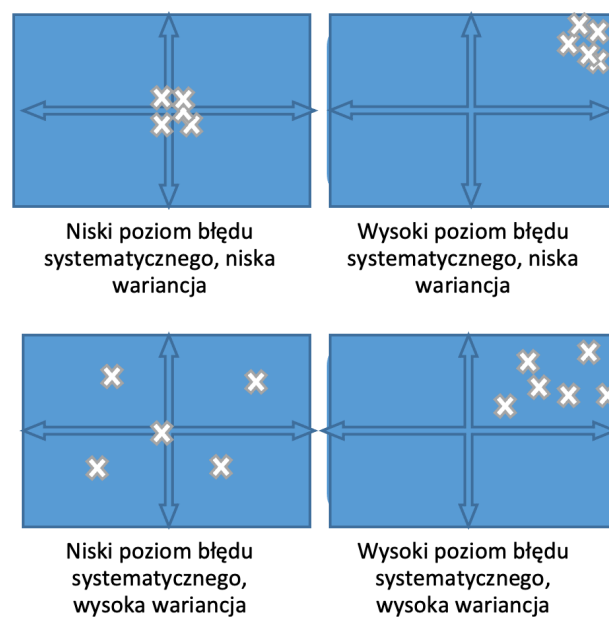 Niski poziom błędu
systematycznego, niska
wariancja
Wysoki poziom błędu
systematycznego, niska
wariancja
Niski poziom błędu
systematycznego,
wysoka wariancja
Wysoki poziom błędu
systematycznego,
wysoka wariancja